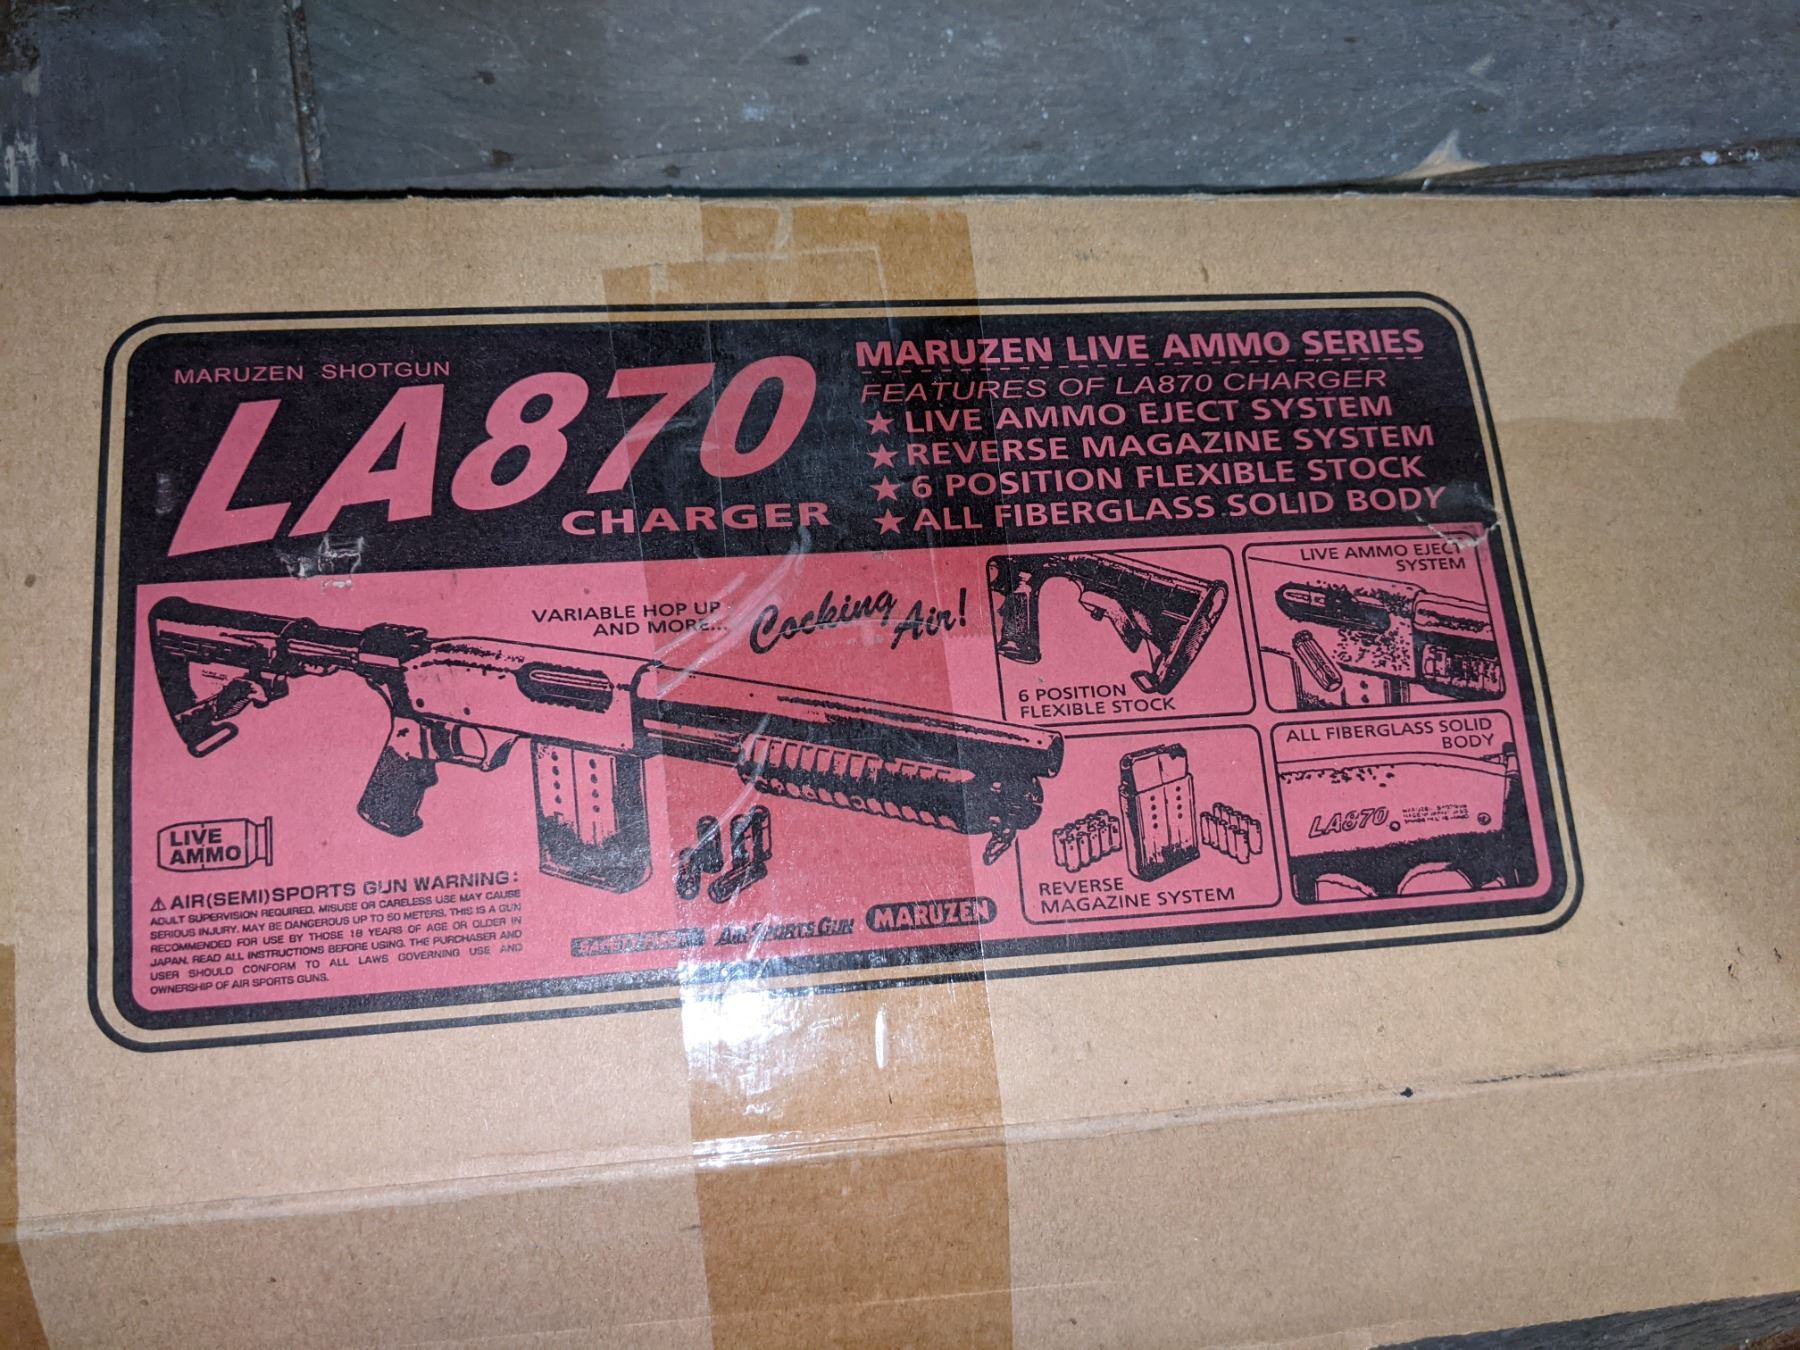 MARUZEN SHOTGUN
LA870
CHARGER
MARUZEN LIVE AMMO SERIES
FEATURES OF LA870 CHARGER
★ LIVE AMMO EJECT SYSTEM
★ REVERSE MAGAZINE SYSTEM
★ 6 POSITION FLEXIBLE STOCK
★ ALL FIBERGLASS SOLID BODY
VARIABLE HOP UP
AND MORE...
Cocking Air!
6 POSITION
FLEXIBLE STOCK
LIVE AMMO EJECT
SYSTEM
REVERSE
MAGAZINE SYSTEM
ALL FIBERGLASS SOLID
BODY
LA870
LIVE
AMMO
⚠ AIR(SEMI)SPORTS GUN WARNING:
ADULT SUPERVISION REQUIRED. MISUSE OR CARELESS USE MAY CAUSE
SERIOUS INJURY. MAY BE DANGEROUS UP TO 50 METERS. THIS IS A GUN
RECOMMENDED FOR USE BY THOSE 18 YEARS OF AGE OR OLDER IN
JAPAN. READ ALL INSTRUCTIONS BEFORE USING. THE PURCHASER AND
USER SHOULD CONFORM TO ALL LAWS GOVERNING USE AND
OWNERSHIP OF AIR SPORTS GUNS.
AIR SPORTS GUN
MARUZEN